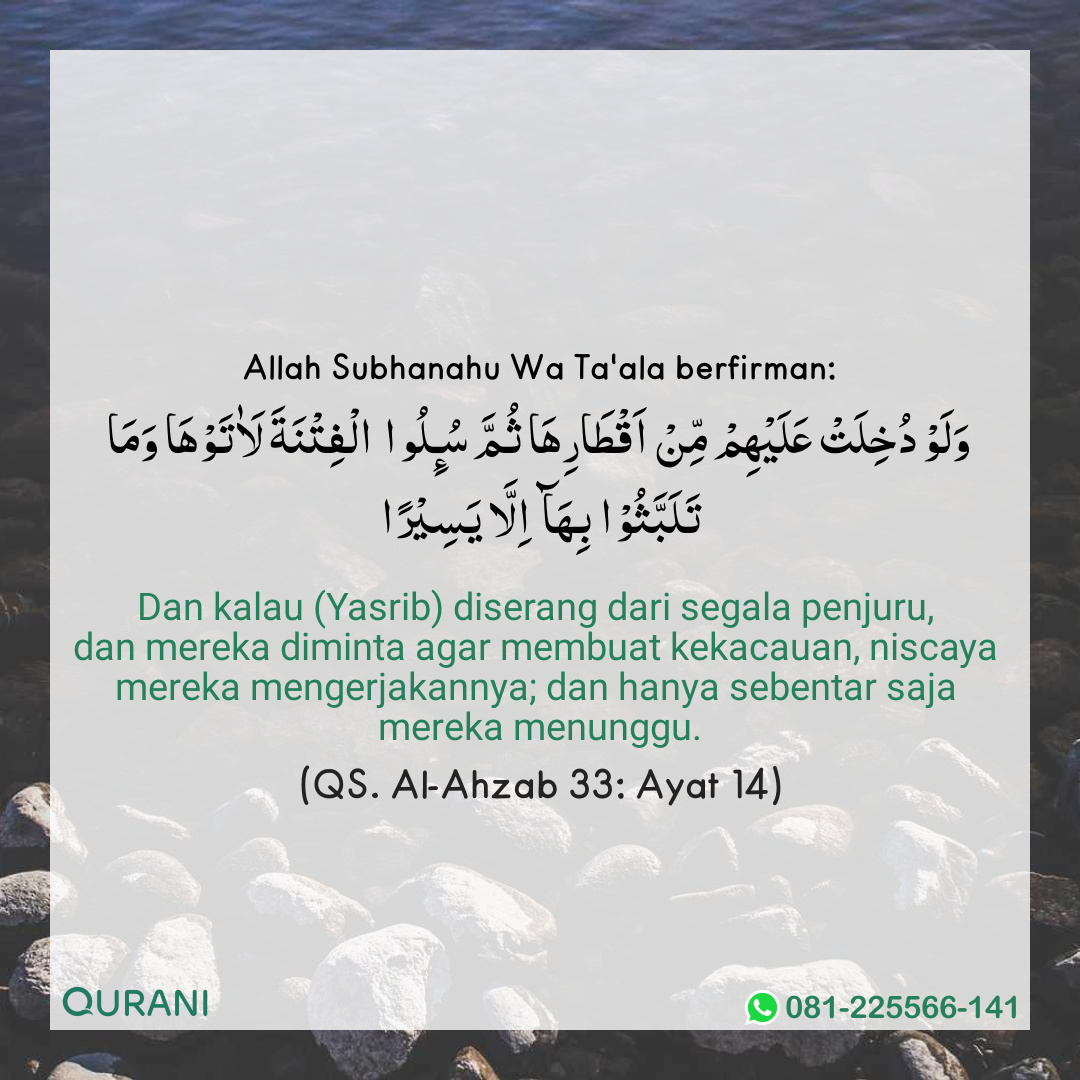 Allah Subhanahu Wa Ta'ala berfirman:
وَلَوْ دُخِلَتْ عَلَيْهِمْ مِّنْ اَقْطَارِهَا ثُمَّ سُىِٕلُوا الْفِتْنَةَ لَاٰتَوْهَا وَمَا
تَلَبَّثُوْا بِهَآ اِلَّا يَسِيْرًا
Dan kalau (Yasrib) diserang dari segala penjuru,
dan mereka diminta agar membuat kekacauan, niscaya
mereka mengerjakannya; dan hanya sebentar saja
mereka menunggu.
(QS. Al-Ahzab 33: Ayat 14)
QURANI
081-225566-141